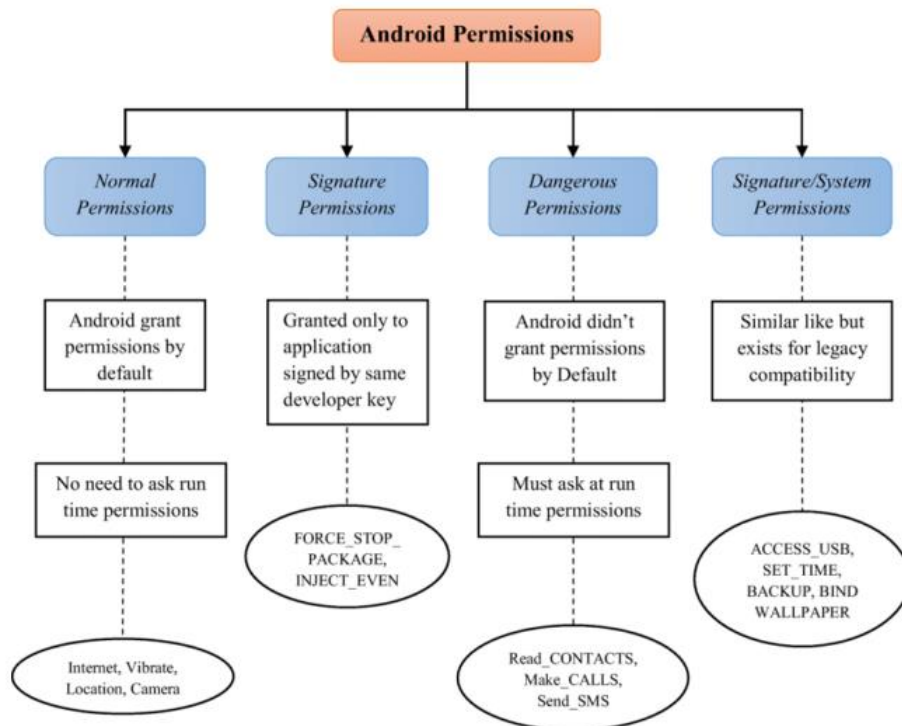 Android Permissions
Normal
Permissions
Signature
Permissions
Dangerous
Permissions
Signature/System
Permissions
Android grant
permissions by
default
Granted only to
application
signed by same
developer key
Android didn't
grant permissions
by Default
Similar like but
exists for legacy
compatibility
No need to ask run
time permissions
Must ask at run
time permissions
FORCE_STOP_
PACKAGE,
INJECT_EVEN
ACCESS_USB,
SET_TIME,
BACKUP, BIND
WALLPAPER
Internet, Vibrate,
Location, Camera
Read_CONTACTS,
Make_CALLS,
Send_SMS